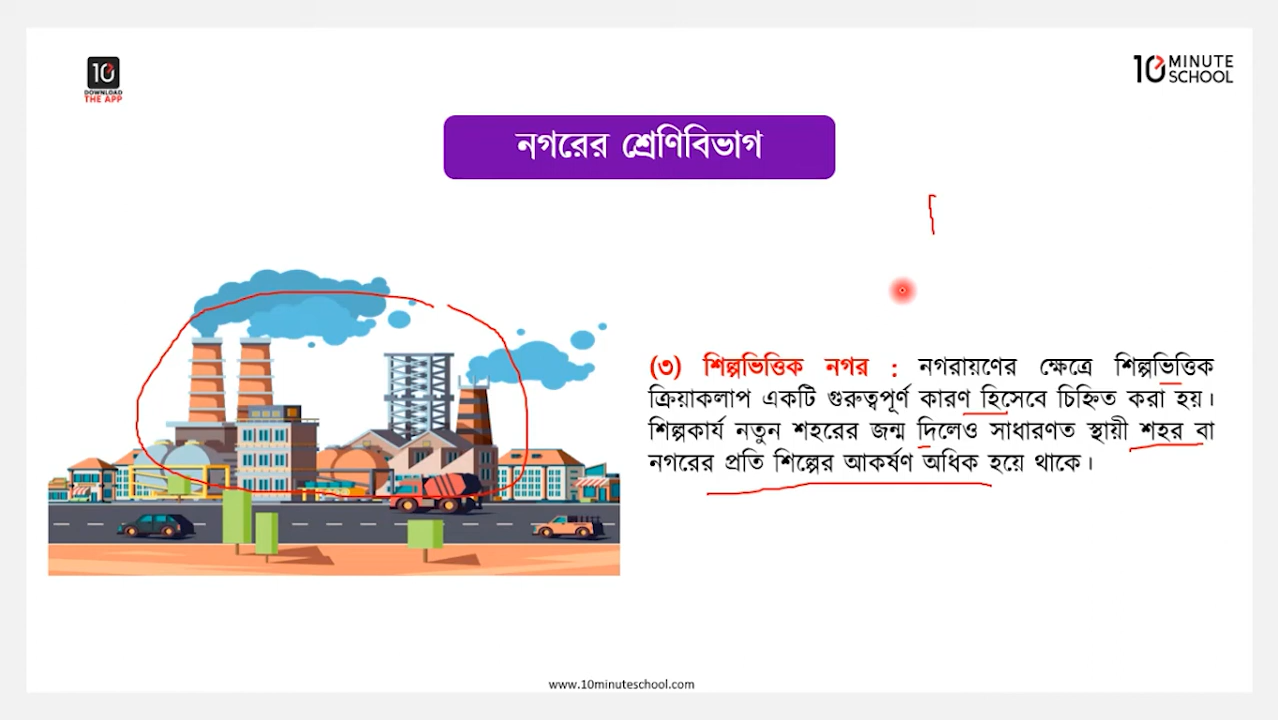 10
DOWNLOAD
THE APP
10 MINUTE
SCHOOL
নগরের শ্রেণিবিভাগ
(৩) শিল্পভিত্তিক নগর : নগরায়ণের ক্ষেত্রে শিল্পভিত্তিক
ক্রিয়াকলাপ একটি গুরুত্বপূর্ণ কারণ হিসেবে চিহ্নিত করা হয়।
শিল্পকার্য নতুন শহরের জন্ম দিলেও সাধারণত স্থায়ী শহর বা
নগরের প্রতি শিল্পের আকর্ষণ অধিক হয়ে থাকে।
www.10minuteschool.com